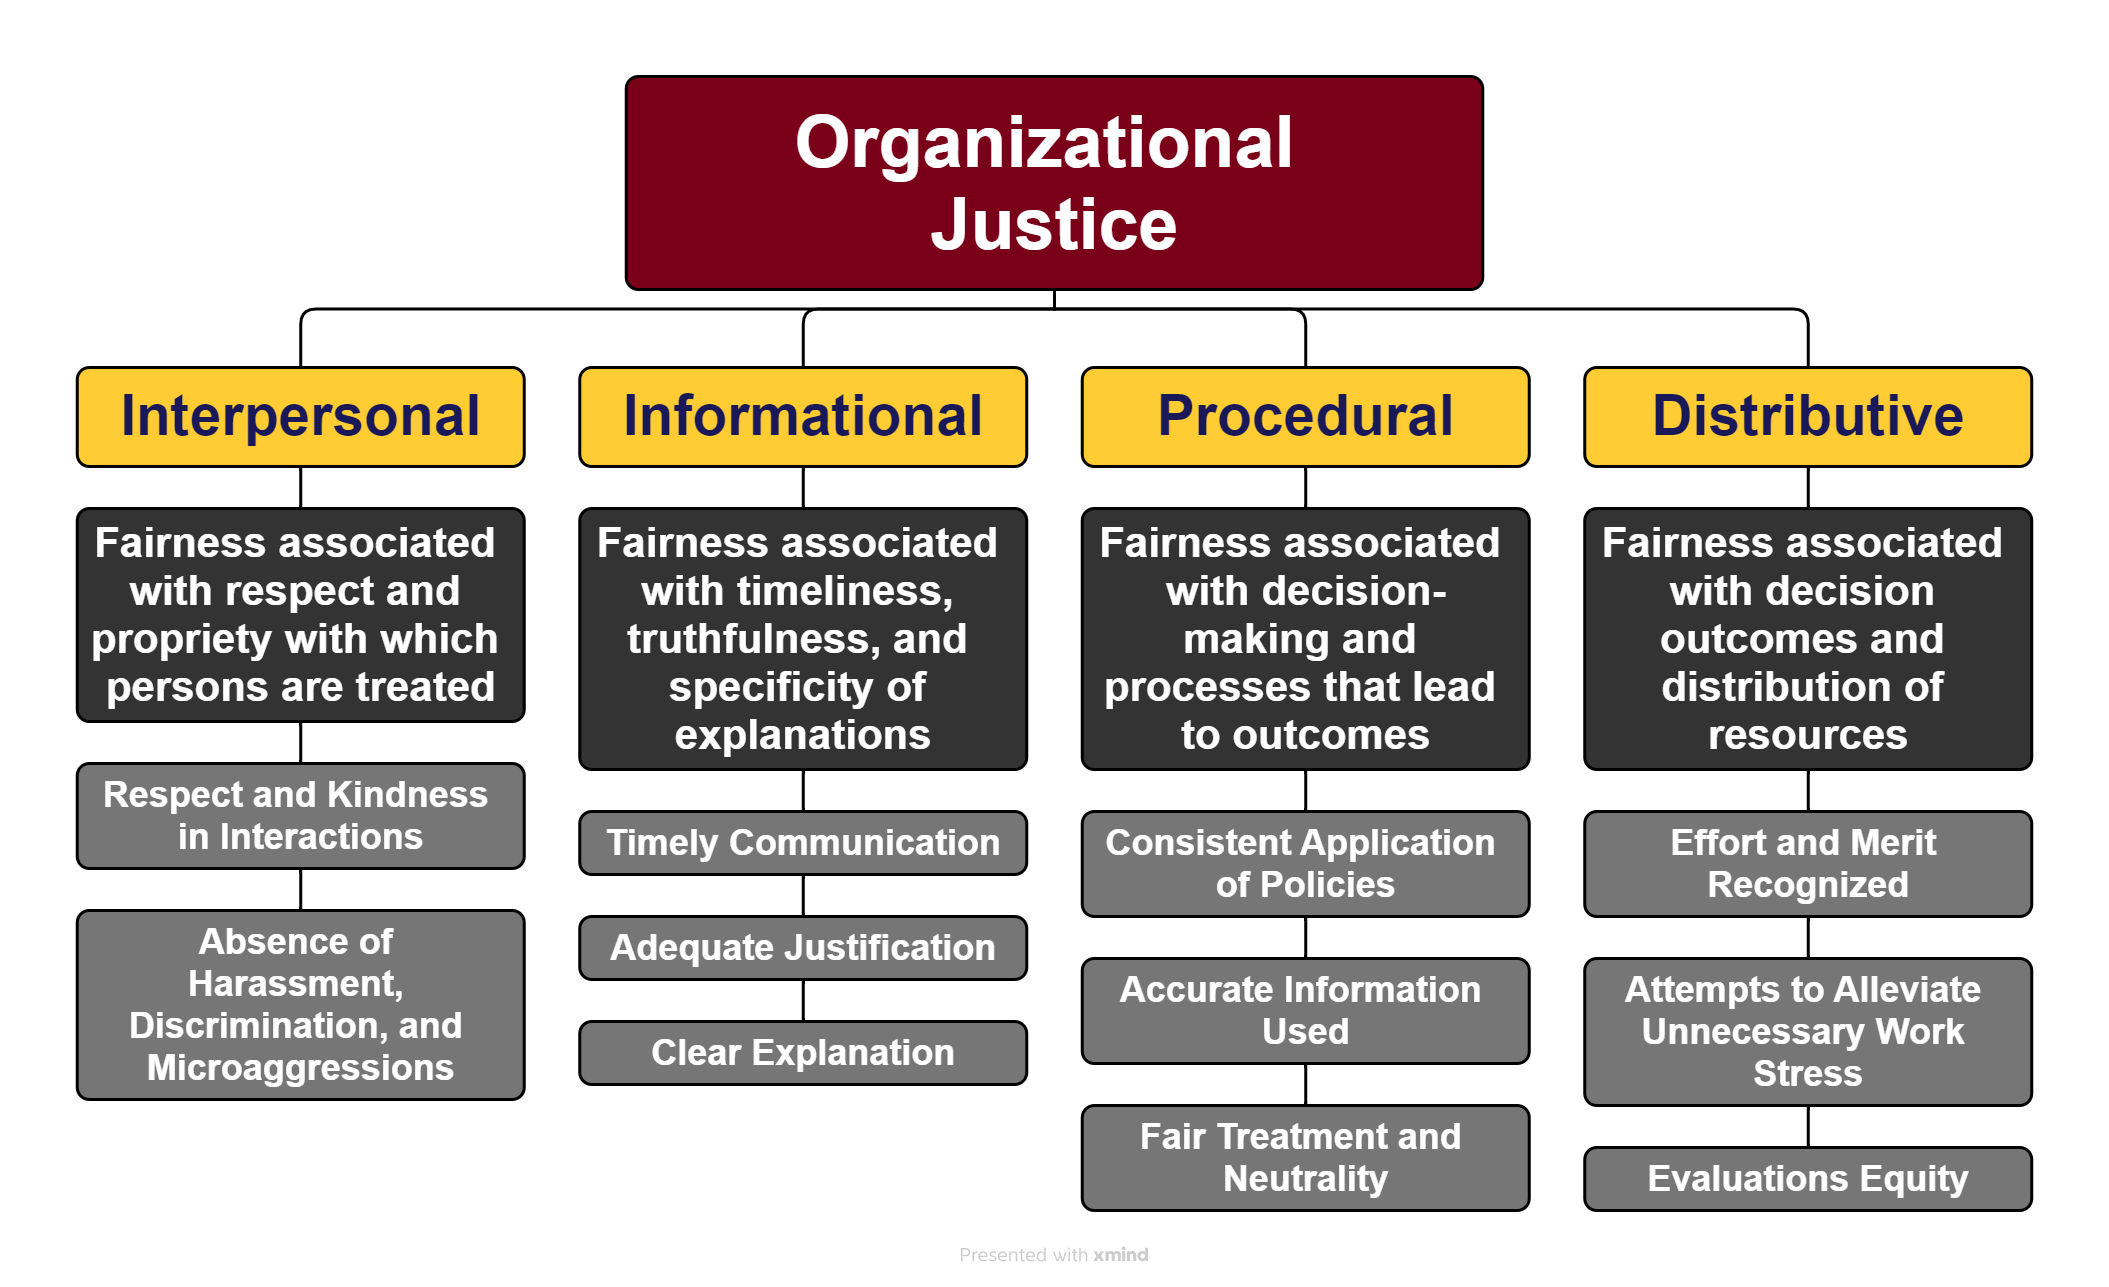 Organizational
Justice
Interpersonal
Informational
Procedural
Distributive
Fairness associated
with respect and
propriety with which
persons are treated
Fairness associated
with timeliness,
truthfulness, and
specificity of
explanations
Fairness associated
with decision-
making and
processes that lead
to outcomes
Fairness associated
with decision
outcomes and
distribution of
resources
Respect and Kindness
in Interactions
Absence of
Harassment,
Discrimination, and
Microaggressions
Timely Communication
Adequate Justification
Clear Explanation
Consistent Application
of Policies
Accurate Information
Used
Fair Treatment and
Neutrality
Effort and Merit
Recognized
Attempts to Alleviate
Unnecessary Work
Stress
Evaluations Equity
Presented with xmind